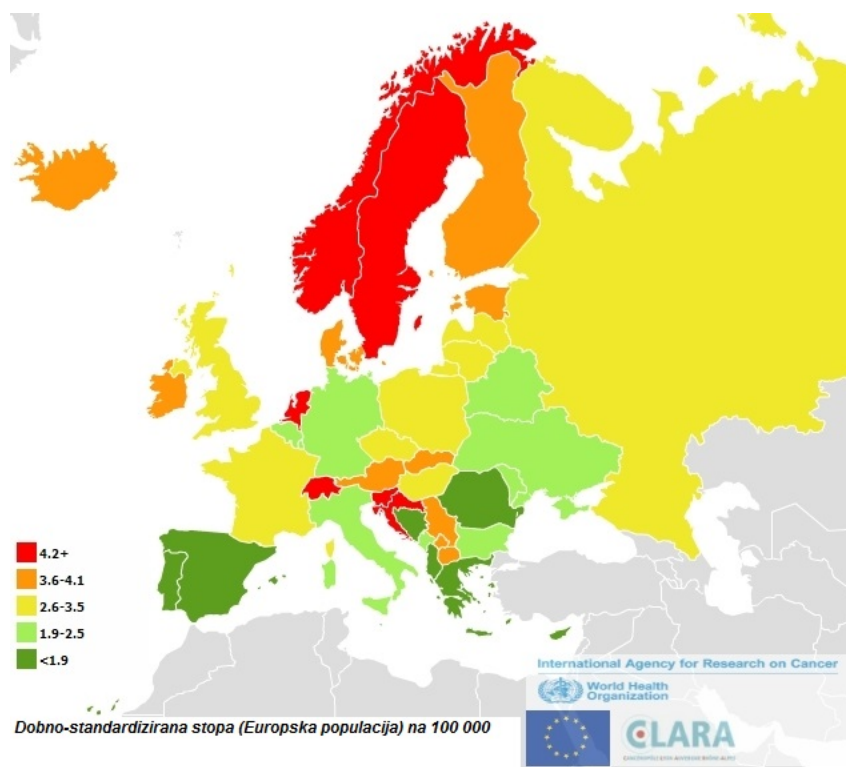 4.2+
3.6-4.1
2.6-3.5
1.9-2.5
<1.9
International Agency for Research on Cancer
World Health
Organization
CLARA
Dobno-standardizirana stopa (Europska populacija) na 100 000